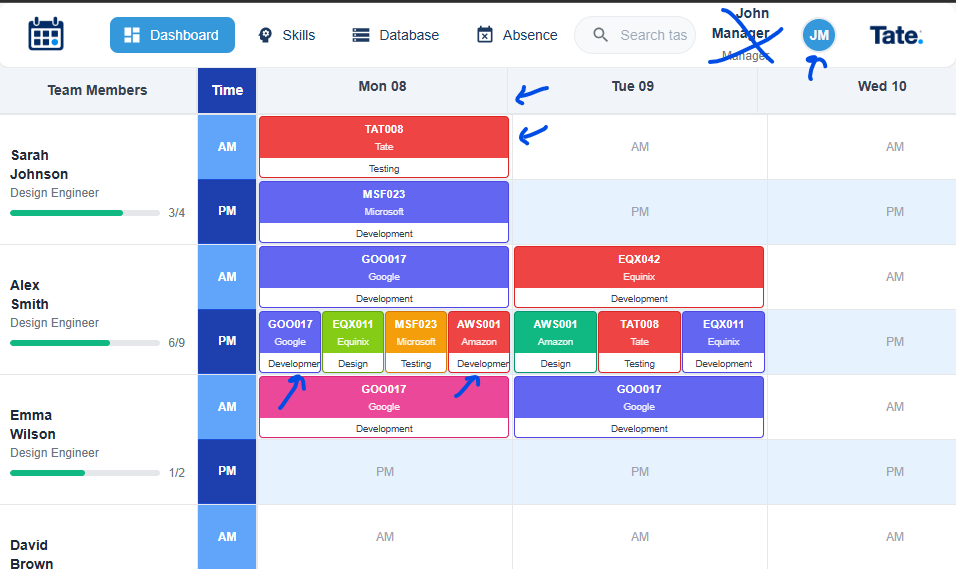 Dashboard
Skills
Database
Absence
Search tas
John
Manager
Manager
JM
Tate.
Team Members
Time
Mon 08
Tue 09
Wed 10
Sarah
Johnson
Design Engineer
3/4
AM
TAT008
Tate
Testing
AM
AM
PM
MSF023
Microsoft
Development
PM
PM
Alex
Smith
Design Engineer
6/9
AM
GOO017
Google
Development
EQX042
Equinix
Development
AM
PM
GOO017
Google
Developmen
EQX011
Equinix
Design
MSF023
Microsoft
Testing
AWS001
Amazon
Developmen
AWS001
Amazon
Design
TAT008
Tate
Testing
EQX011
Equinix
Development
PM
Emma
Wilson
Design Engineer
1/2
AM
GOO017
Google
Development
GOO017
Google
Development
AM
PM
PM
PM
PM
David
Brown
AM
AM
AM
AM